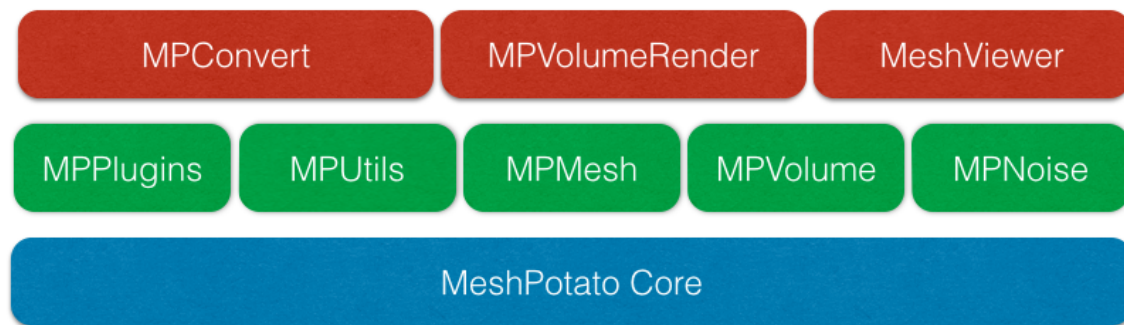 MPConvert MPVolumeRender MeshViewer
MPPlugins MPUtils MPMesh MPVolume MPNoise
MeshPotato Core